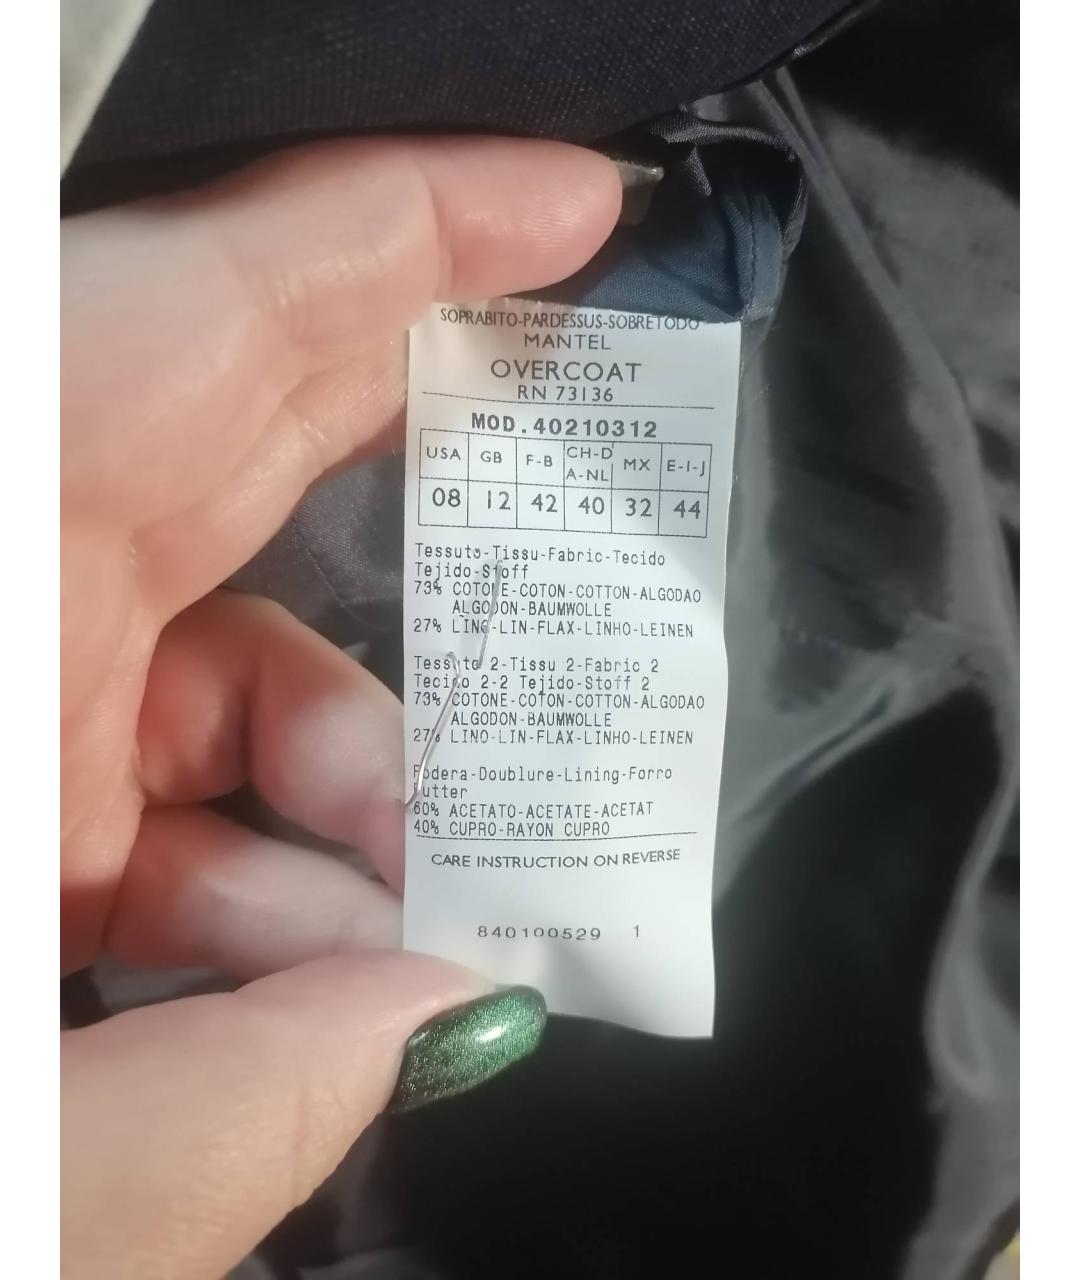 SOPRABITO-PARDESSUS-SOBRETODO
MANTEL
OVERCOAT
RN 73136
MOD.40210312
USA GB F-B CH-D A-NL MX E-I-J
08 12 42 40 32 44
Tessuto-Tissu-Fabric-Tecido
Tejido-Stoff
73% COTONE-COTON-COTTON-ALGODAO
ALGODON-BAUMWOLLE
27% LINO-LIN-FLAX-LINHO-LEINEN
Tessuto 2-Tissu 2-Fabric 2
Tecido 2-2 Tejido-Stoff 2
73% COTONE-COTON-COTTON-ALGODAO
ALGODON-BAUMWOLLE
27% LINO-LIN-FLAX-LINHO-LEINEN
Fodera-Doublure-Lining-Forro
Futter
60% ACETATO-ACETATE-ACETAT
40% CUPRO-RAYON CUPRO
CARE INSTRUCTION ON REVERSE
840100529 1